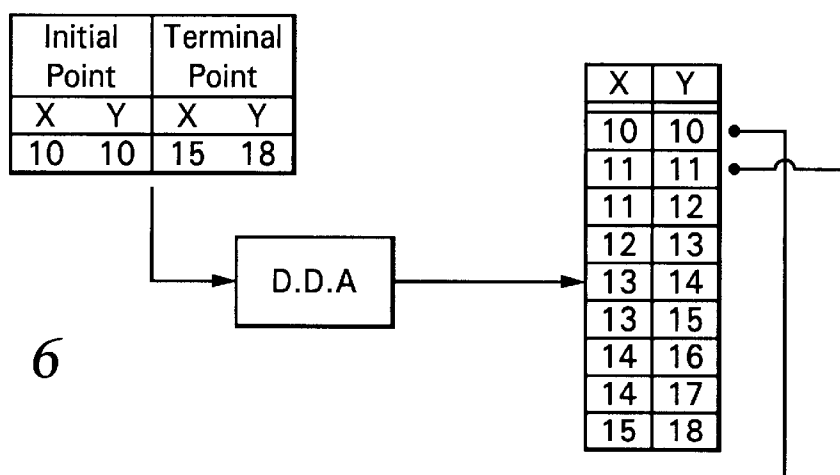 Initial Terminal
Point Point
X Y X Y
10 10 15 18
X Y
10 10
11 11
11 12
12 13
13 14
13 15
14 16
14 17
15 18
D.D.A
6